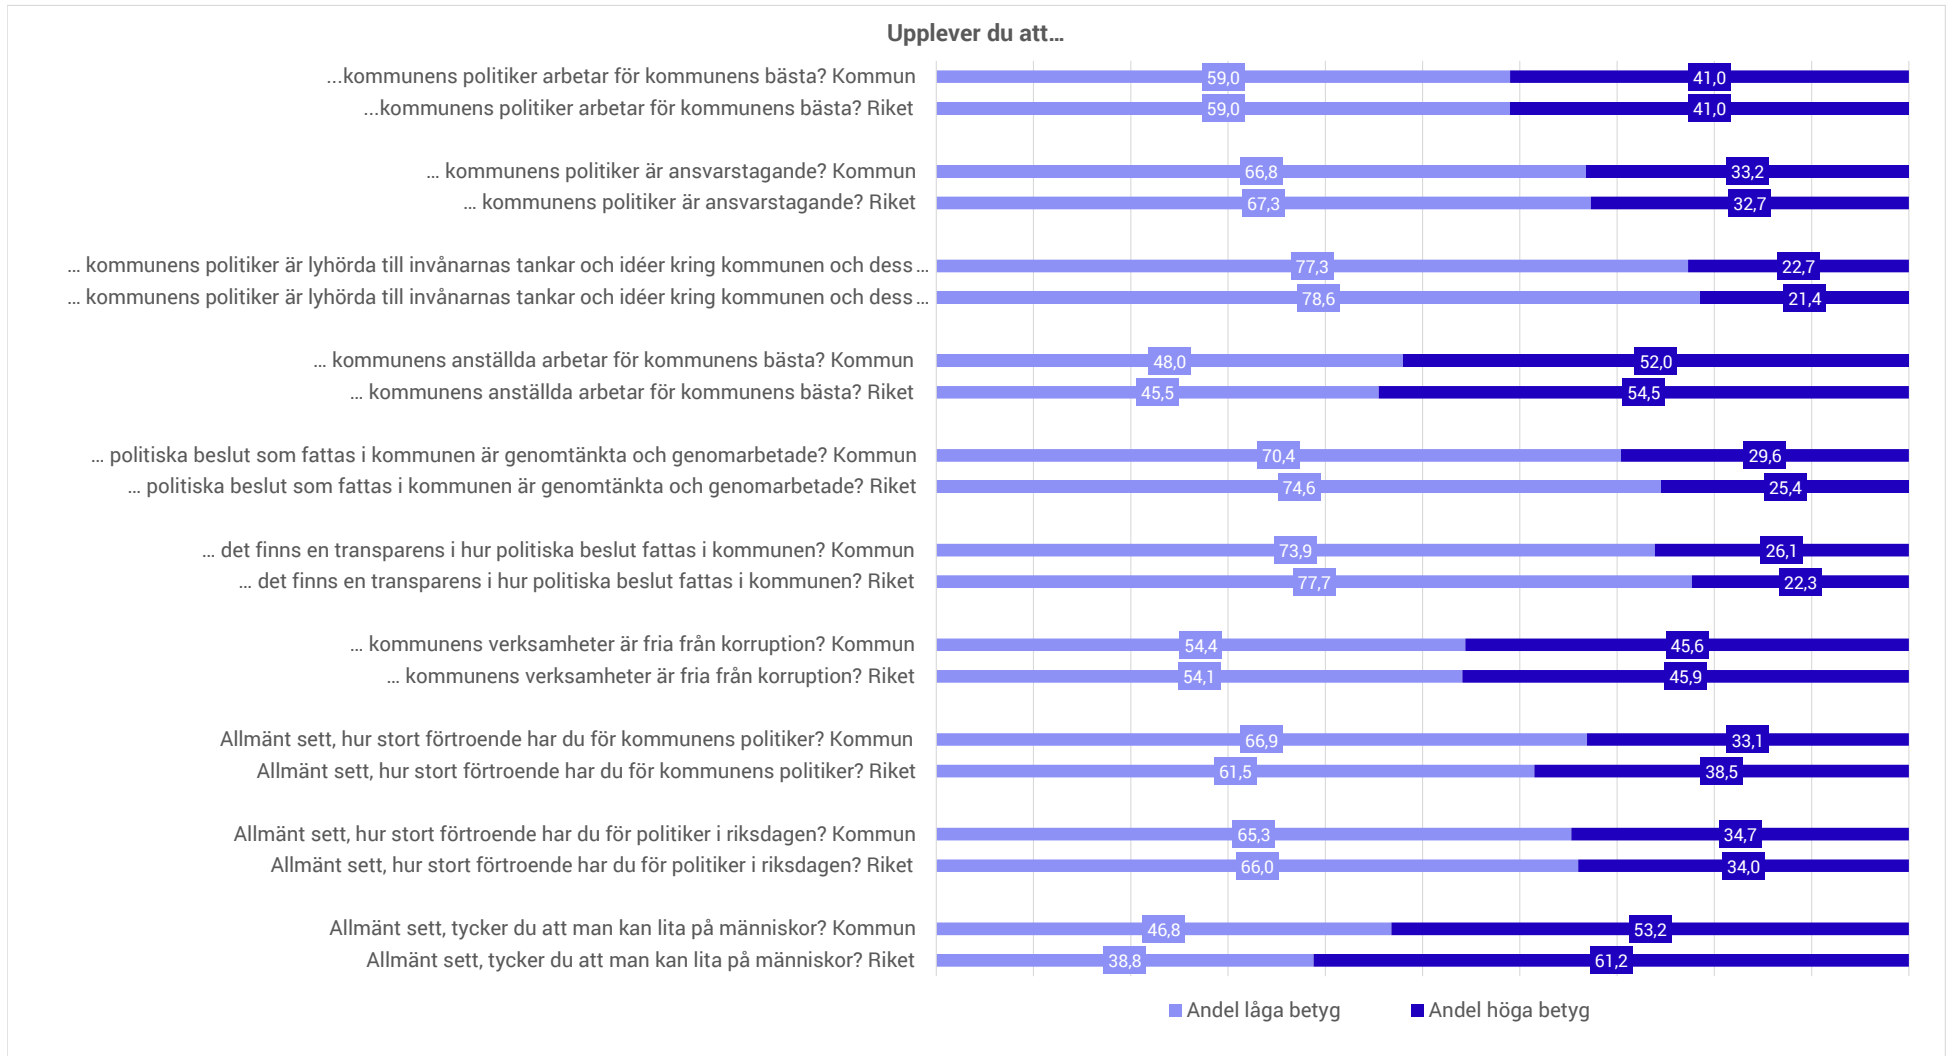 Upplever du att…
...kommunens politiker arbetar för kommunens bästa? Kommun 59,0 41,0
...kommunens politiker arbetar för kommunens bästa? Riket 59,0 41,0
… kommunens politiker är ansvarstagande? Kommun 66,8 33,2
… kommunens politiker är ansvarstagande? Riket 67,3 32,7
… kommunens politiker är lyhörda till invånarnas tankar och idéer kring kommunen och dess … 77,3 22,7
… kommunens politiker är lyhörda till invånarnas tankar och idéer kring kommunen och dess … 78,6 21,4
… kommunens anställda arbetar för kommunens bästa? Kommun 48,0 52,0
… kommunens anställda arbetar för kommunens bästa? Riket 45,5 54,5
… politiska beslut som fattas i kommunen är genomtänkta och genomarbetade? Kommun 70,4 29,6
… politiska beslut som fattas i kommunen är genomtänkta och genomarbetade? Riket 74,6 25,4
… det finns en transparens i hur politiska beslut fattas i kommunen? Kommun 73,9 26,1
… det finns en transparens i hur politiska beslut fattas i kommunen? Riket 77,7 22,3
… kommunens verksamheter är fria från korruption? Kommun 54,4 45,6
… kommunens verksamheter är fria från korruption? Riket 54,1 45,9
Allmänt sett, hur stort förtroende har du för kommunens politiker? Kommun 66,9 33,1
Allmänt sett, hur stort förtroende har du för kommunens politiker? Riket 61,5 38,5
Allmänt sett, hur stort förtroende har du för politiker i riksdagen? Kommun 65,3 34,7
Allmänt sett, hur stort förtroende har du för politiker i riksdagen? Riket 66,0 34,0
Allmänt sett, tycker du att man kan lita på människor? Kommun 46,8 53,2
Allmänt sett, tycker du att man kan lita på människor? Riket 38,8 61,2
Andel låga betyg Andel höga betyg